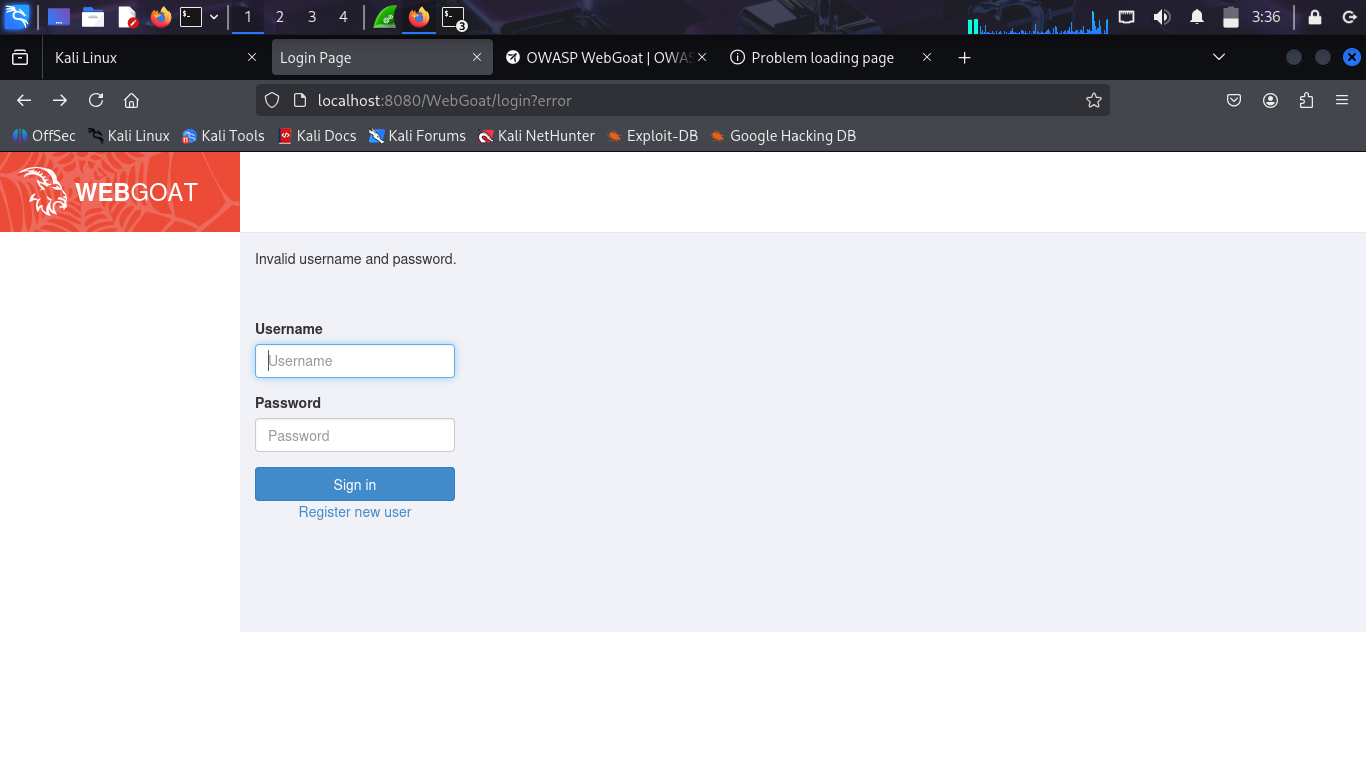 1 2 3 4 3 3:36
Kali Linux Login Page OWASP WebGoat | OWAS Problem loading page
localhost:8080/WebGoat/login?error
OffSec Kali Linux Kali Tools Kali Docs Kali Forums Kali NetHunter Exploit-DB Google Hacking DB
WEBGOAT
Invalid username and password.
Username
Username
Password
Password
Sign in
Register new user